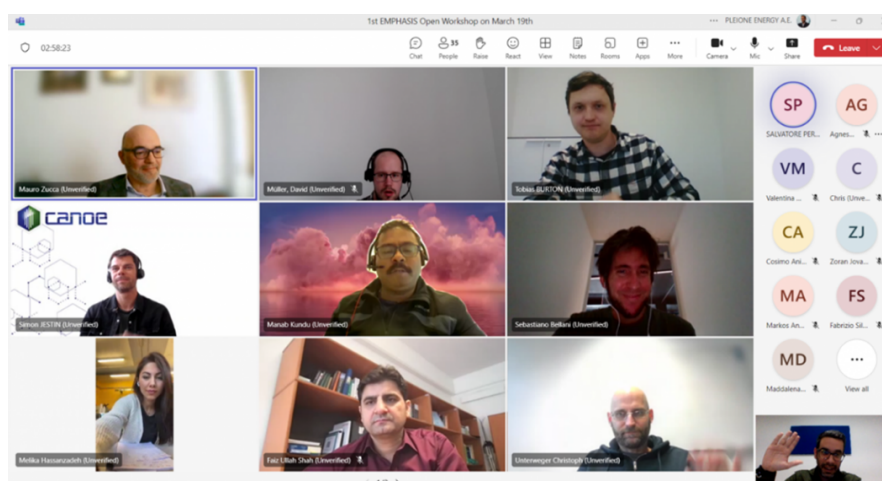 1st EMPHASIS Open Workshop on March 19th
PLEIONE ENERGY A.E.
02:58:23
35
Chat People Raise React View Notes Rooms Apps More Camera Mic Share Leave
Mauro Zucca (Unverified)
Müller, David (Unverified)
Tobias BURTON (Unverified)
canoe
Simon JESTIN (Unverified)
Manab Kundu (Unverified)
Sebastiano Bellani (Unverified)
Melika Hassanzadeh (Unverified)
Faiz Ullah Shah (Unverified)
Unterweger Christoph (Unverified)
SP AG
SALVATORE PER... Agnes...
VM C
Valentina ... Chris (Unve...
CA ZJ
Cosimo Ani... Zoran Jova...
MA FS
Markos An... Fabrizio Sil...
MD ...
Maddalena... View all